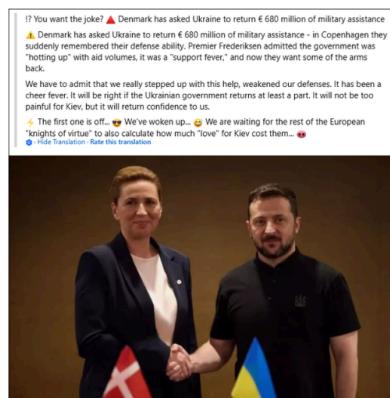 !? You want the joke? 🔺 Denmark has asked Ukraine to return € 680 million of military assistance
⚠️ Denmark has asked Ukraine to return € 680 million of military assistance - in Copenhagen they
suddenly remembered their defense ability. Premier Frederiksen admitted the government was
"hotting up" with aid volumes, it was a "support fever," and now they want some of the arms
back.
We have to admit that we really stepped up with this help, weakened our defenses. It has been a
cheer fever. It will be right if the Ukrainian government returns at least a part. It will not be too
painful for Kiev, but it will return confidence to us.
⚡ The first one is off... 😎 We've woken up... 😄 We are waiting for the rest of the European
"knights of virtue" to also calculate how much "love" for Kiev cost them...
· Hide Translation · Rate this translation